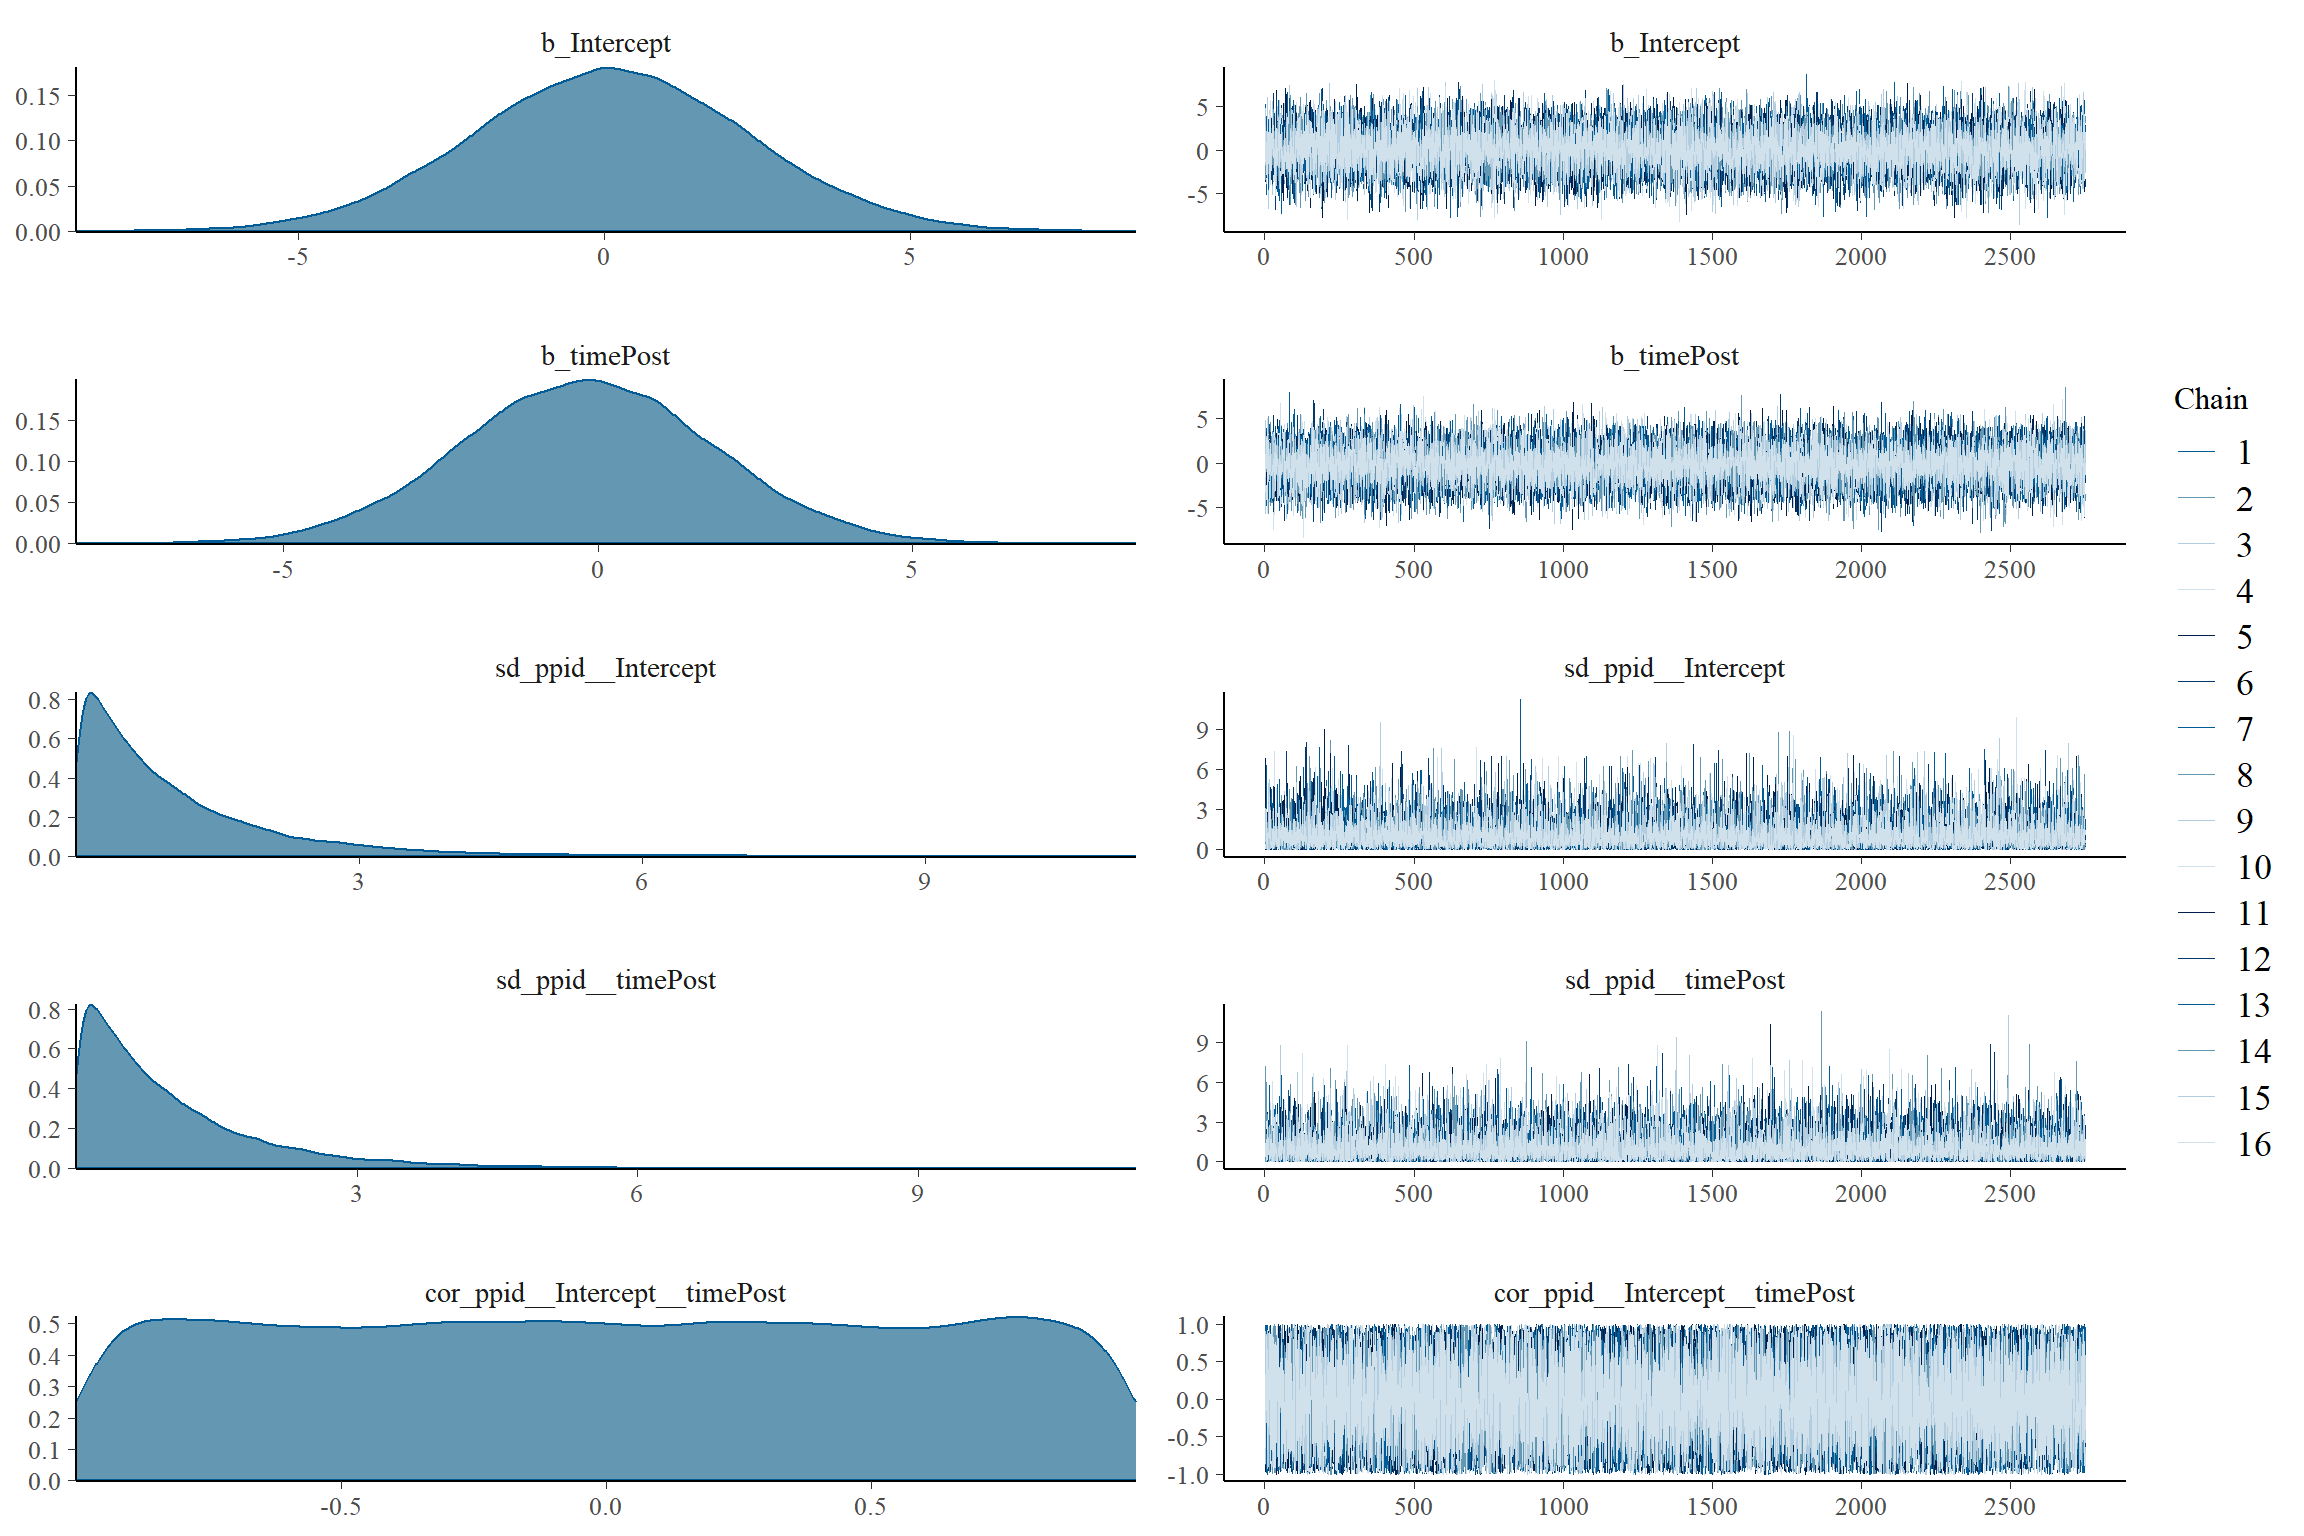 b_Intercept
0.15
0.10
0.05
0.00
-5 0 5
b_Intercept
5
0
-5
0 500 1000 1500 2000 2500
b_timePost
0.15
0.10
0.05
0.00
-5 0 5
b_timePost
5
0
-5
0 500 1000 1500 2000 2500
sd_ppid__Intercept
0.8
0.6
0.4
0.2
0.0
3 6 9
sd_ppid__Intercept
9
6
3
0
0 500 1000 1500 2000 2500
sd_ppid__timePost
0.8
0.6
0.4
0.2
0.0
3 6 9
sd_ppid__timePost
9
6
3
0
0 500 1000 1500 2000 2500
cor_ppid__Intercept__timePost
0.5
0.4
0.3
0.2
0.1
0.0
-0.5 0.0 0.5
cor_ppid__Intercept__timePost
1.0
0.5
0.0
-0.5
-1.0
0 500 1000 1500 2000 2500
Chain
1
2
3
4
5
6
7
8
9
10
11
12
13
14
15
16